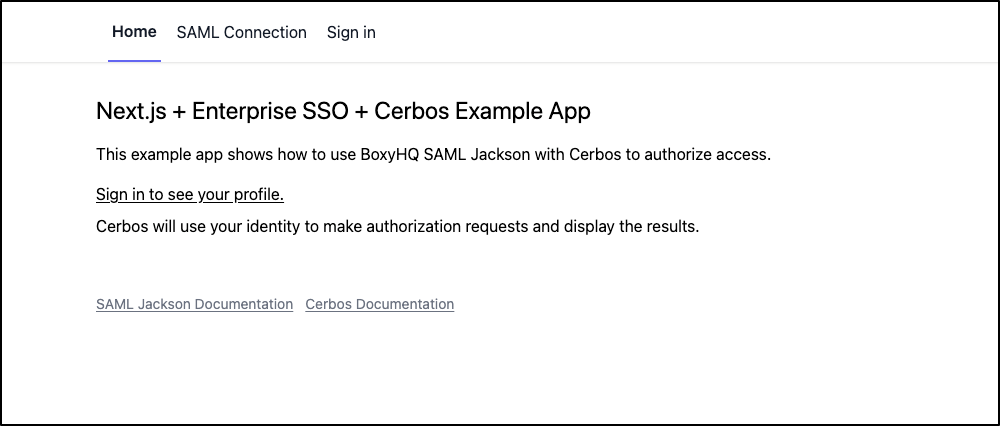 Home SAML Connection Sign in
Next.js + Enterprise SSO + Cerbos Example App
This example app shows how to use BoxyHQ SAML Jackson with Cerbos to authorize access.
Sign in to see your profile.
Cerbos will use your identity to make authorization requests and display the results.
SAML Jackson Documentation Cerbos Documentation